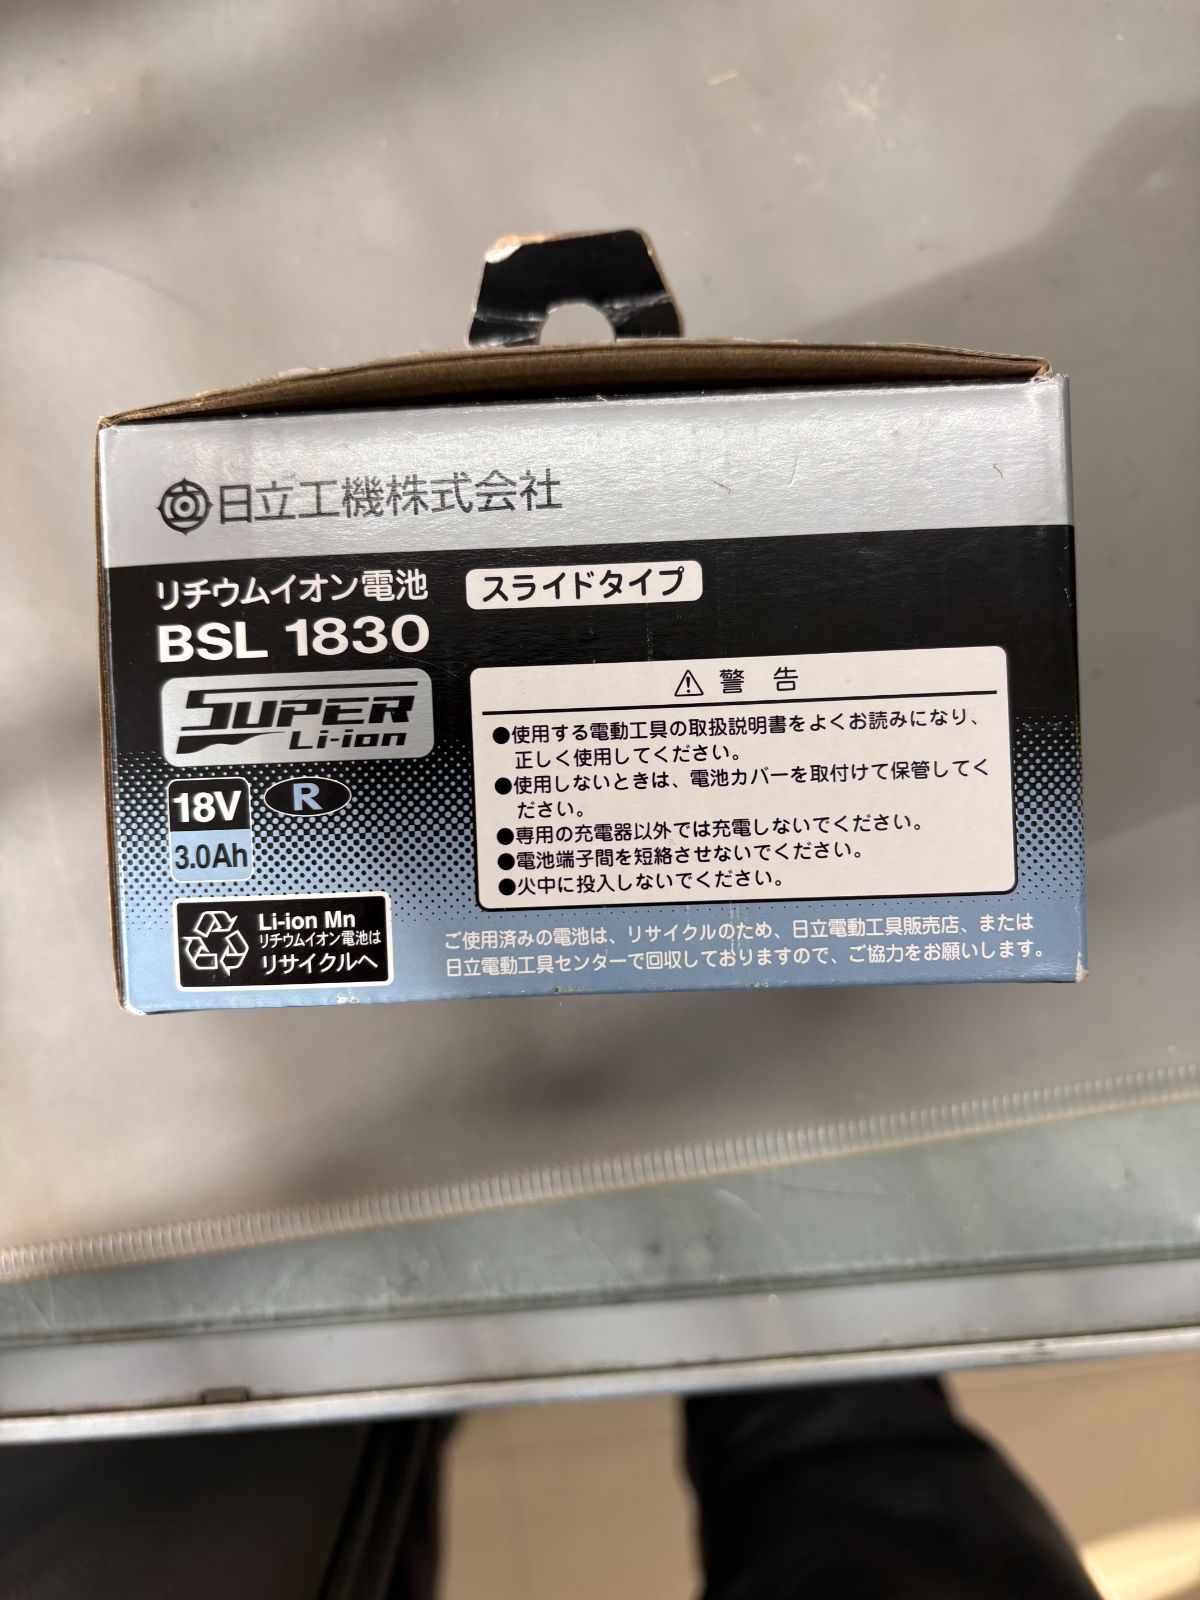 日立工機株式会社
リチウムイオン電池 スライドタイプ
BSL 1830
SUPER
Li-ion
18V
3.0Ah
R
Li-ion Mn
リチウムイオン電池は
リサイクルへ
⚠ 警告
●使用する電動工具の取扱説明書をよくお読みになり、
正しく使用してください。
●使用しないときは、電池カバーを取付けて保管してく
ださい。
●専用の充電器以外では充電しないでください。
●電池端子間を短絡させないでください。
●火中に投入しないでください。
ご使用済みの電池は、リサイクルのため、日立電動工具販売店、または
日立電動工具センターで回収しておりますので、ご協力をお願いします。